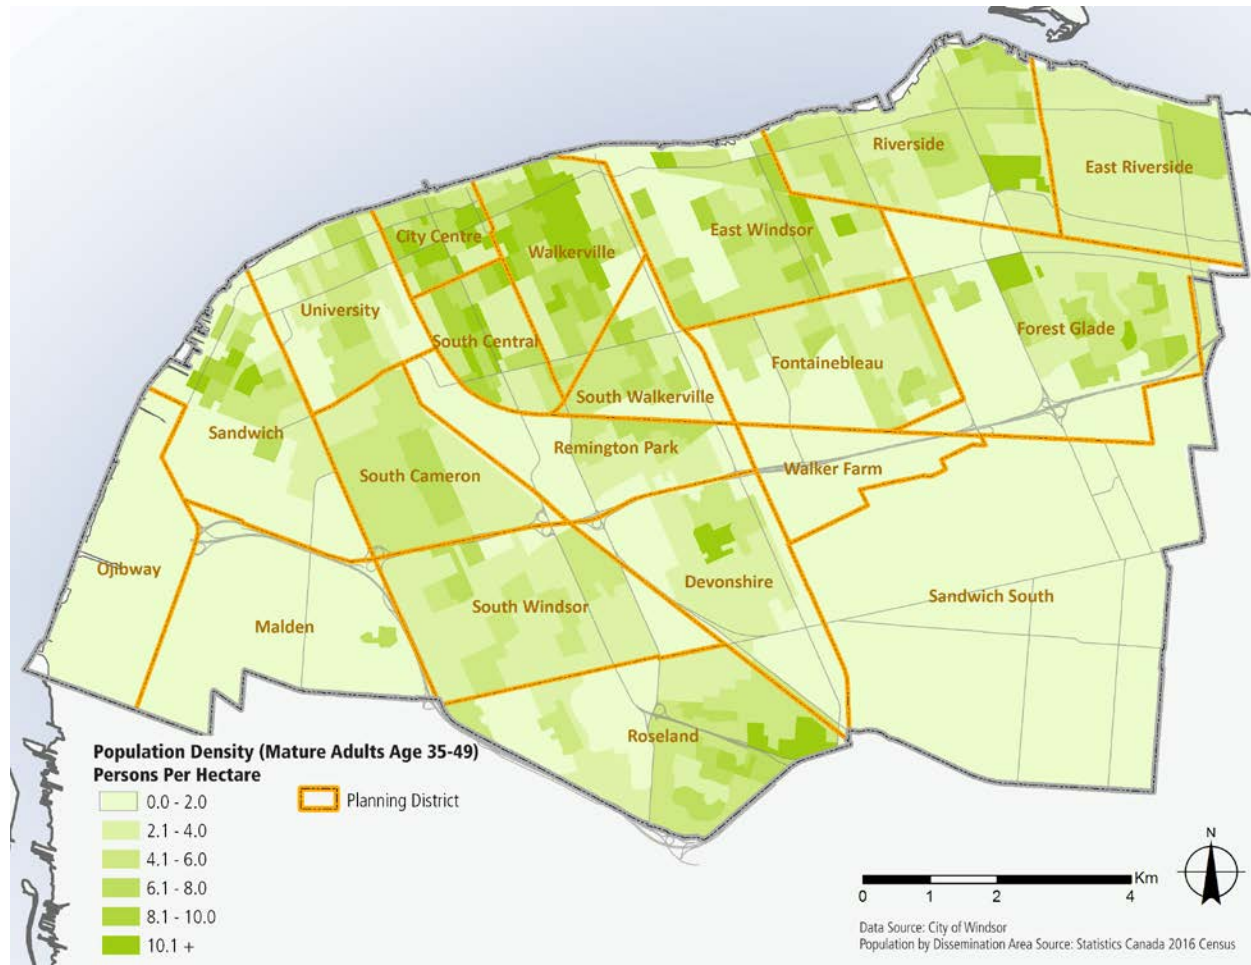 Riverside
East Riverside
City Centre
East Windsor
Walkerville
University
South Central
Forest Glade
Fontainebleau
South Walkerville
Sandwich
Remington Park
Walker Farm
South Cameron
Ojibway
Devonshire
Sandwich South
South Windsor
Malden
Roseland
Population Density (Mature Adults Age 35-49)
Persons Per Hectare
0.0 - 2.0
Planning District
2.1 - 4.0
4.1 - 6.0
6.1 - 8.0
8.1 - 10.0
10.1 +
N
Km
0 1 2 4
Data Source: City of Windsor
Population by Dissemination Area Source: Statistics Canada 2016 Census